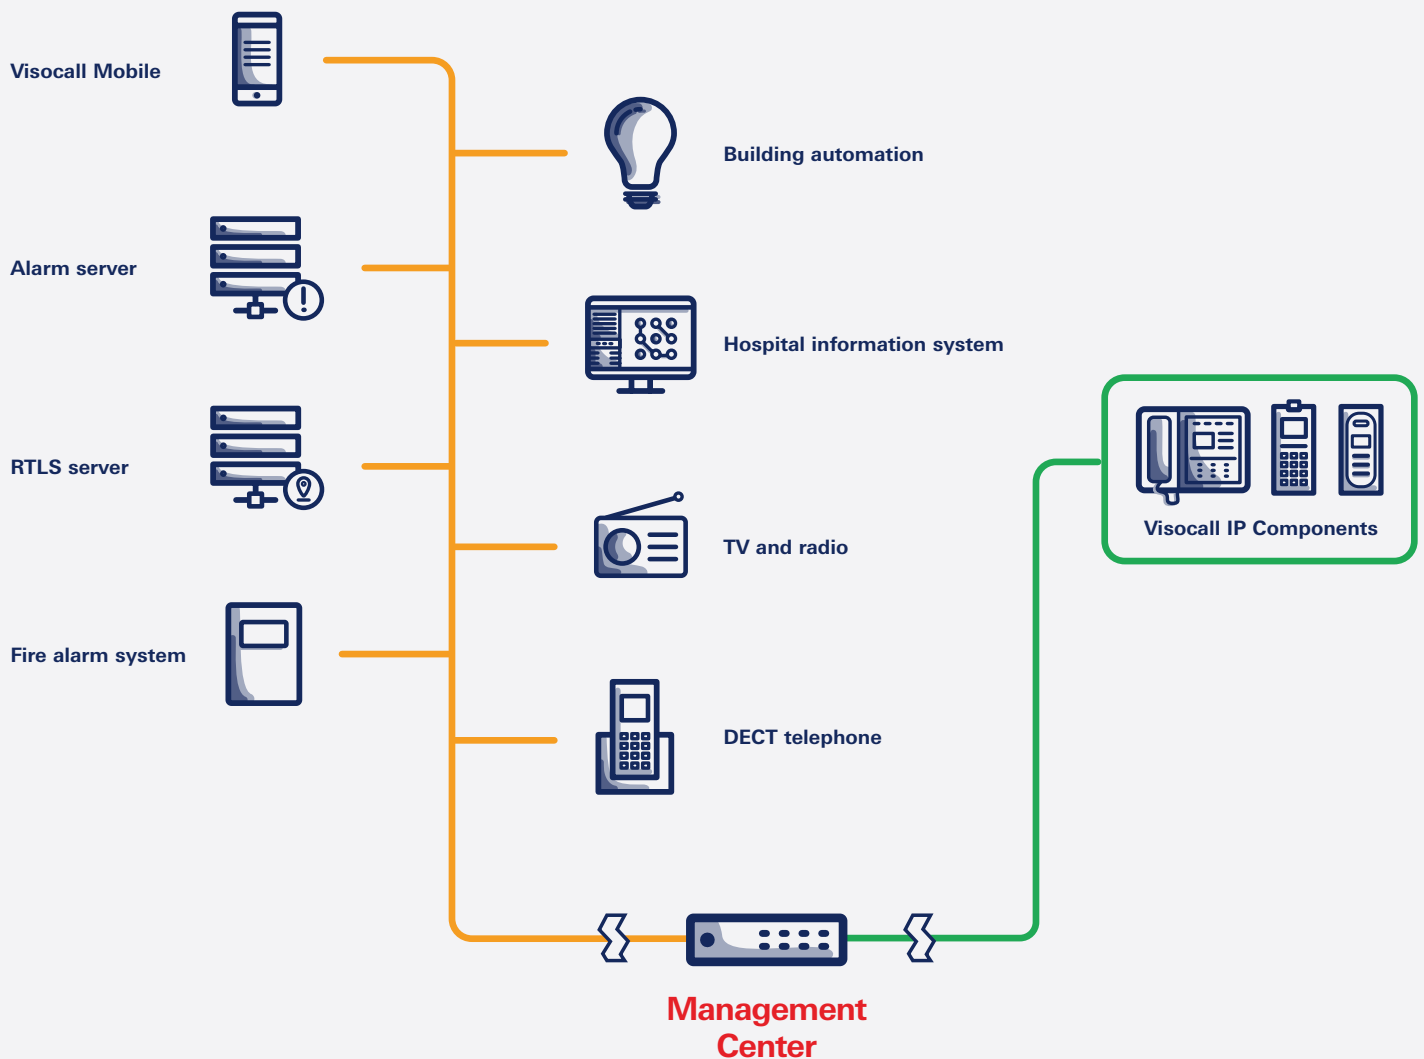 Visocall Mobile
Building automation
Alarm server
Hospital information system
RTLS server
Visocall IP Components
TV and radio
Fire alarm system
DECT telephone
Management
Center